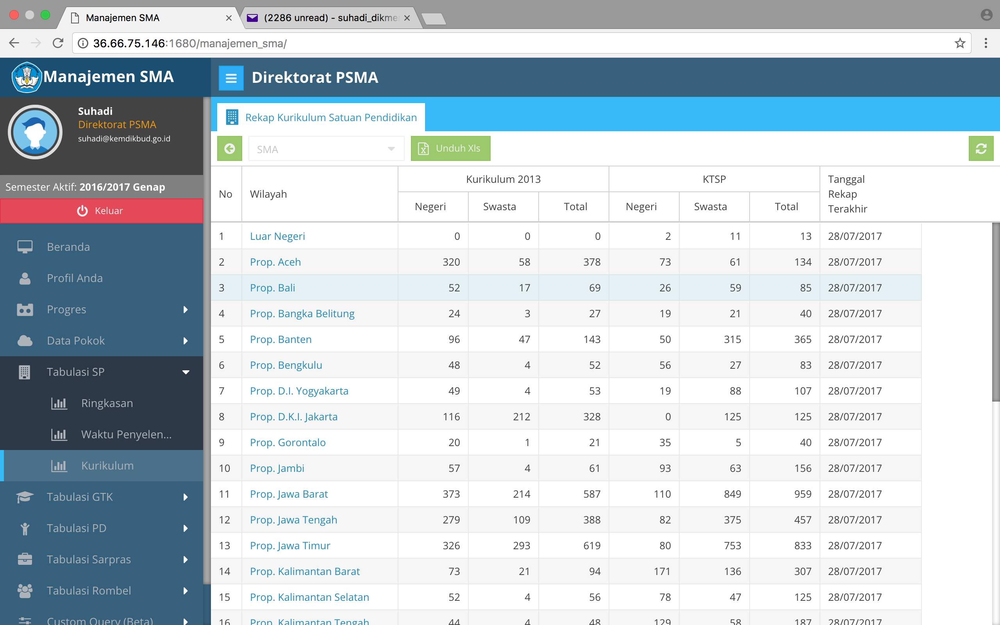 Manajemen SMA
(2286 unread) - suhadi_dikme
36.66.75.146:1680/manajemen_sma/
TUT WURI HANDAYANI
Manajemen SMA
Direktorat PSMA
Suhadi
Direktorat PSMA
suhadi@kemdikbud.go.id
Semester Aktif: 2016/2017 Genap
Keluar
Beranda
Profil Anda
Progres
Data Pokok
Tabulasi SP
Ringkasan
Waktu Penyelen...
Kurikulum
Tabulasi GTK
Tabulasi PD
Tabulasi Sarpras
Tabulasi Rombel
Custom Query (Beta)
Rekap Kurikulum Satuan Pendidikan
SMA
Unduh Xls
No Wilayah Kurikulum 2013 KTSP Tanggal Rekap Terakhir
Negeri Swasta Total Negeri Swasta Total
1 Luar Negeri 0 0 0 2 11 13 28/07/2017
2 Prop. Aceh 320 58 378 73 61 134 28/07/2017
3 Prop. Bali 52 17 69 26 59 85 28/07/2017
4 Prop. Bangka Belitung 24 3 27 19 21 40 28/07/2017
5 Prop. Banten 96 47 143 50 315 365 28/07/2017
6 Prop. Bengkulu 48 4 52 56 27 83 28/07/2017
7 Prop. D.I. Yogyakarta 49 4 53 19 88 107 28/07/2017
8 Prop. D.K.I. Jakarta 116 212 328 0 125 125 28/07/2017
9 Prop. Gorontalo 20 1 21 35 5 40 28/07/2017
10 Prop. Jambi 57 4 61 93 63 156 28/07/2017
11 Prop. Jawa Barat 373 214 587 110 849 959 28/07/2017
12 Prop. Jawa Tengah 279 109 388 82 375 457 28/07/2017
13 Prop. Jawa Timur 326 293 619 80 753 833 28/07/2017
14 Prop. Kalimantan Barat 73 21 94 171 136 307 28/07/2017
15 Prop. Kalimantan Selatan 52 4 56 78 47 125 28/07/2017
16 Prop. Kalimantan Tengah 44 4 48 129 58 187 28/07/2017